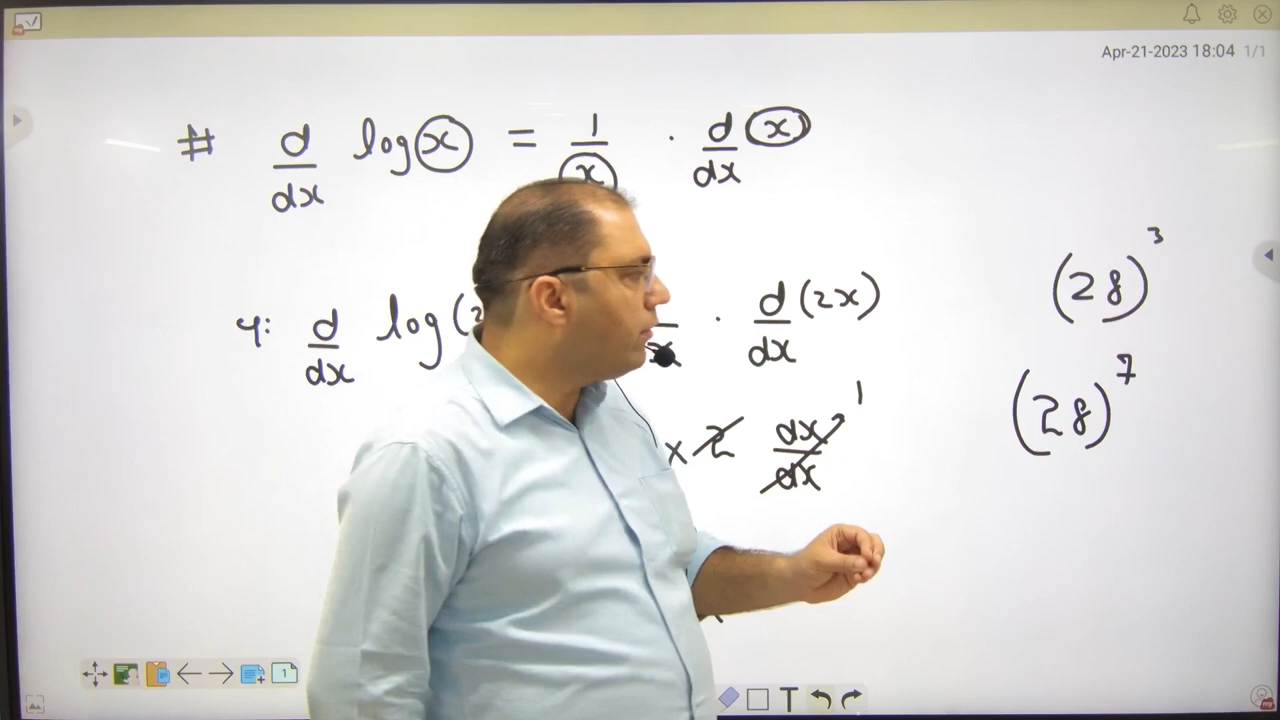 Apr-21-2023 18:04 1/1
# d/dx log x = 1/x · d/dx (x)
(28)³
y: d/dx log(2 · d/dx (2x)
(28)⁷
x 2 dx/dx 1
1
T